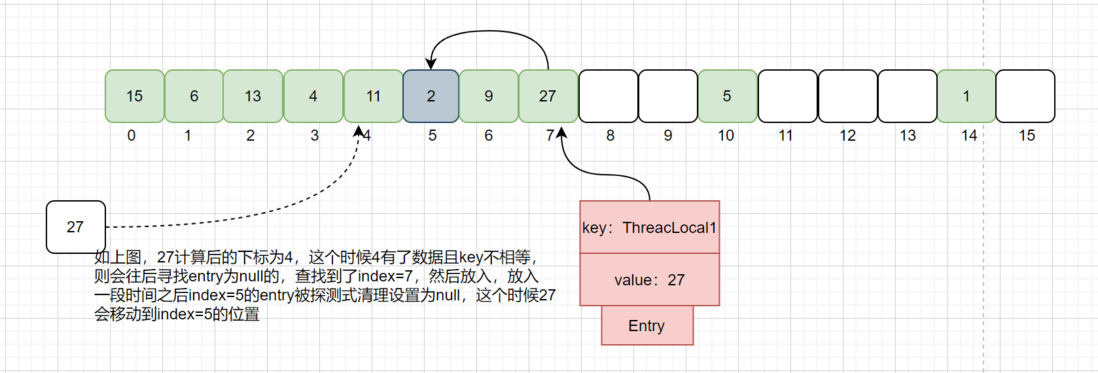 15 6 13 4 11 2 9 27 5 1
0 1 2 3 4 5 6 7 8 9 10 11 12 13 14 15
27
key：ThreacLocal1
如上图，27计算后的下标为4，这个时候4有了数据且key不相等，
则会往后寻找entry为null的，查找到了index=7，然后放入，放入
一段时间之后index=5的entry被探测式清理设置为null，这个时候27
会移动到index=5的位置
value：27
Entry